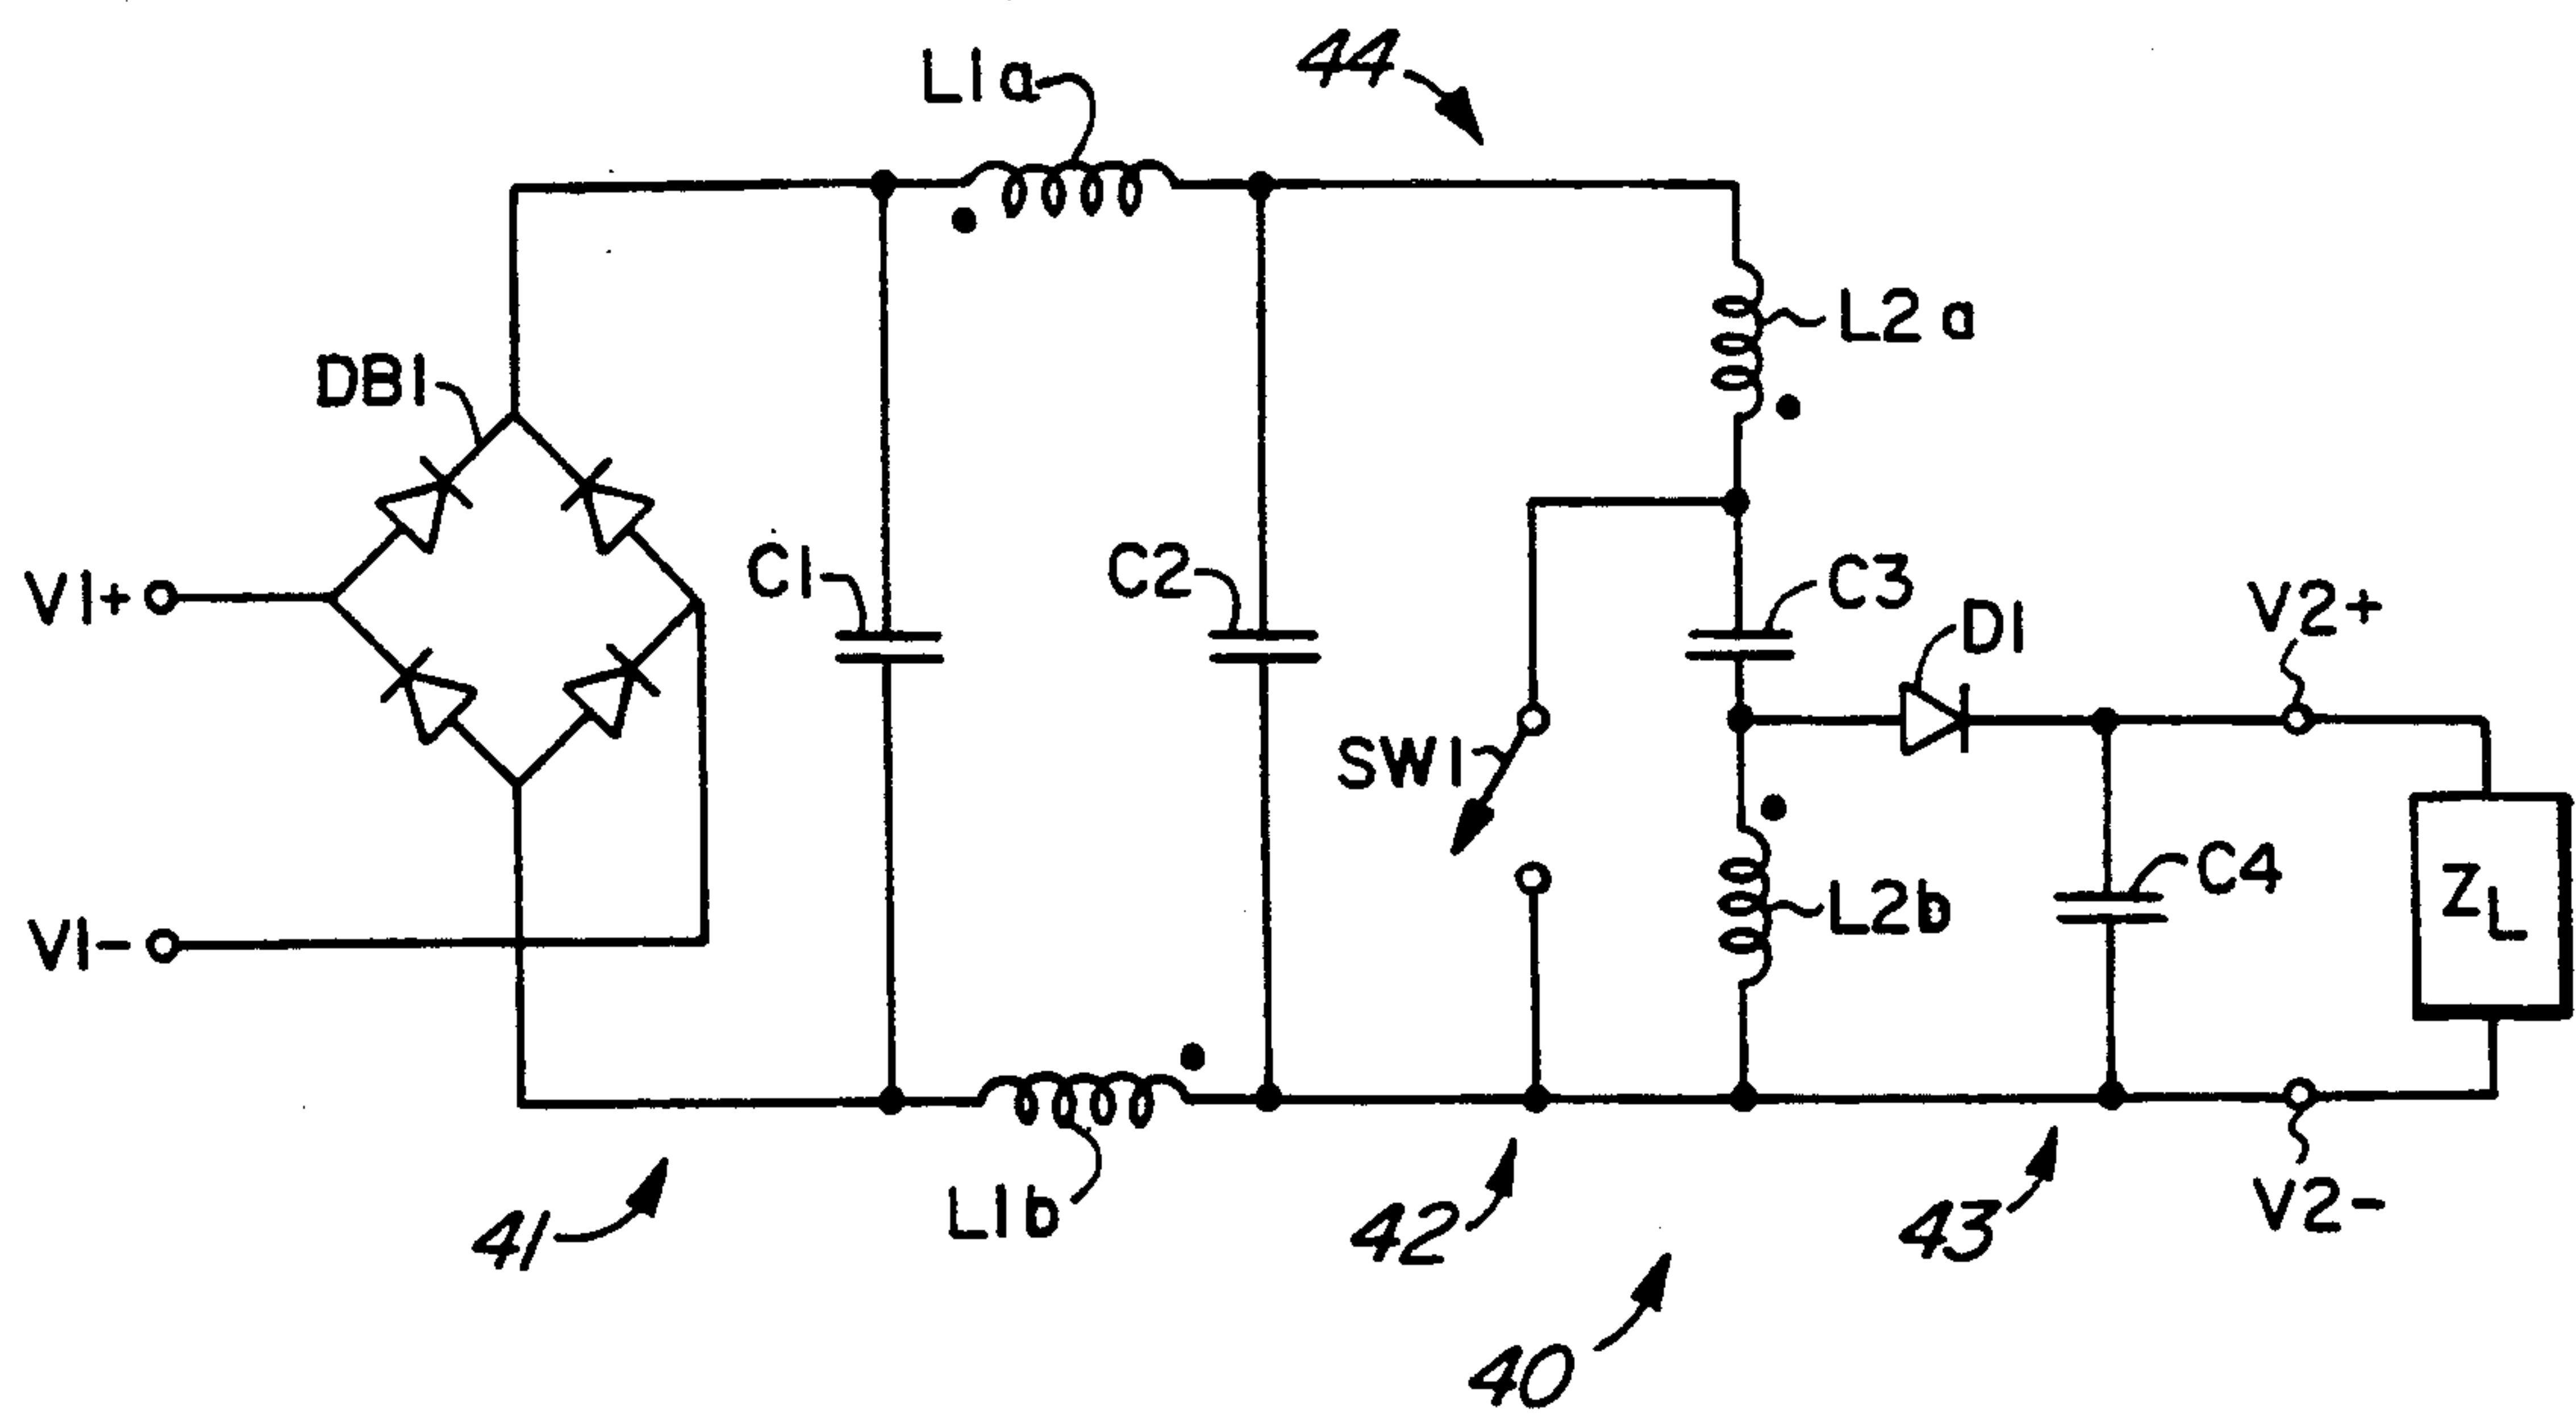 44
L1a
L2a
DB1
C1
C2
C3
D1
V1+
V2+
SW1
L2b
C4
ZL
V1-
L1b
V2-
41
42
43
40